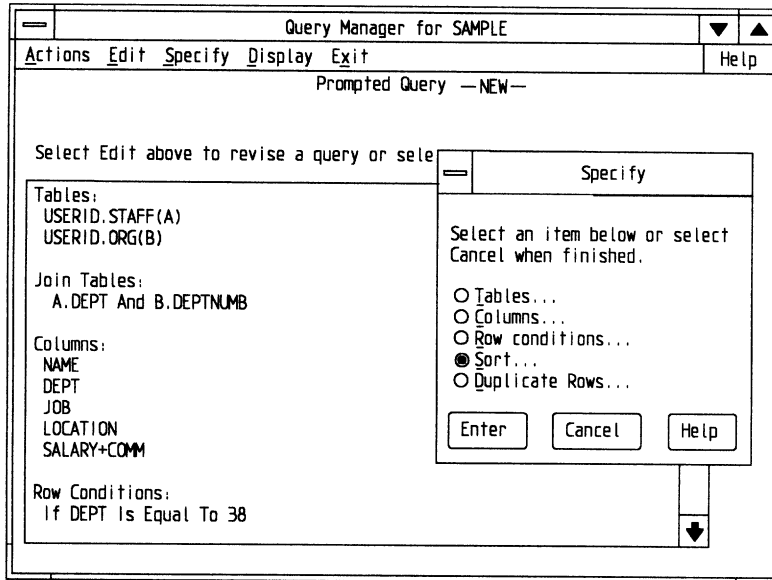 Query Manager for SAMPLE
Actions Edit Specify Display Exit Help
Prompted Query —NEW—
Select Edit above to revise a query or sele
Tables:
USERID.STAFF(A)
USERID.ORG(B)
Join Tables:
A.DEPT And B.DEPTNUMB
Columns:
NAME
DEPT
JOB
LOCATION
SALARY+COMM
Row Conditions:
If DEPT Is Equal To 38
Specify
Select an item below or select
Cancel when finished.
Tables...
Columns...
Row conditions...
Sort...
Duplicate Rows...
Enter Cancel Help